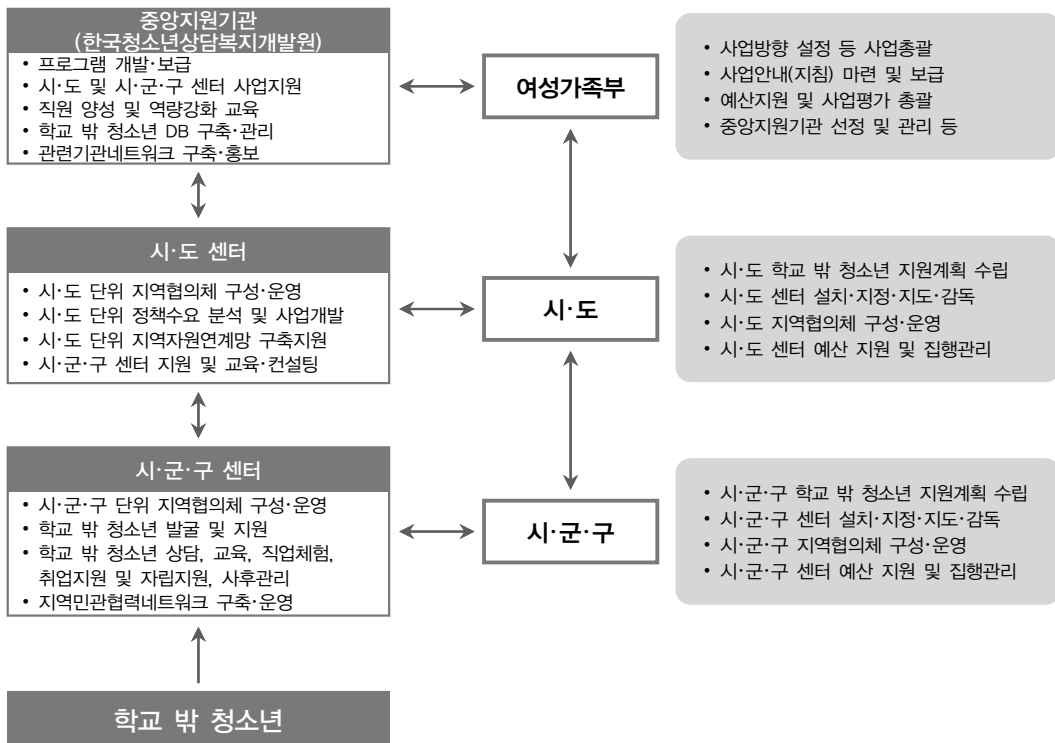 중앙지원기관
(한국청소년상담복지개발원)
• 프로그램 개발·보급
• 시·도 및 시·군·구 센터 사업지원
• 직원 양성 및 역량강화 교육
• 학교 밖 청소년 DB 구축·관리
• 관련기관네트워크 구축·홍보
여성가족부
• 사업방향 설정 등 사업총괄
• 사업안내(지침) 마련 및 보급
• 예산지원 및 사업평가 총괄
• 중앙지원기관 선정 및 관리 등
시·도 센터
• 시·도 단위 지역협의체 구성·운영
• 시·도 단위 정책수요 분석 및 사업개발
• 시·도 단위 지역자원연계망 구축지원
• 시·군·구 센터 지원 및 교육·컨설팅
시·도
• 시·도 학교 밖 청소년 지원계획 수립
• 시·도 센터 설치·지정·지도·감독
• 시·도 지역협의체 구성·운영
• 시·도 센터 예산 지원 및 집행관리
시·군·구 센터
• 시·군·구 단위 지역협의체 구성·운영
• 학교 밖 청소년 발굴 및 지원
• 학교 밖 청소년 상담, 교육, 직업체험,
취업지원 및 자립지원, 사후관리
• 지역민관협력네트워크 구축·운영
시·군·구
• 시·군·구 학교 밖 청소년 지원계획 수립
• 시·군·구 센터 설치·지정·지도·감독
• 시·군·구 지역협의체 구성·운영
• 시·군·구 센터 예산 지원 및 집행관리
학교 밖 청소년